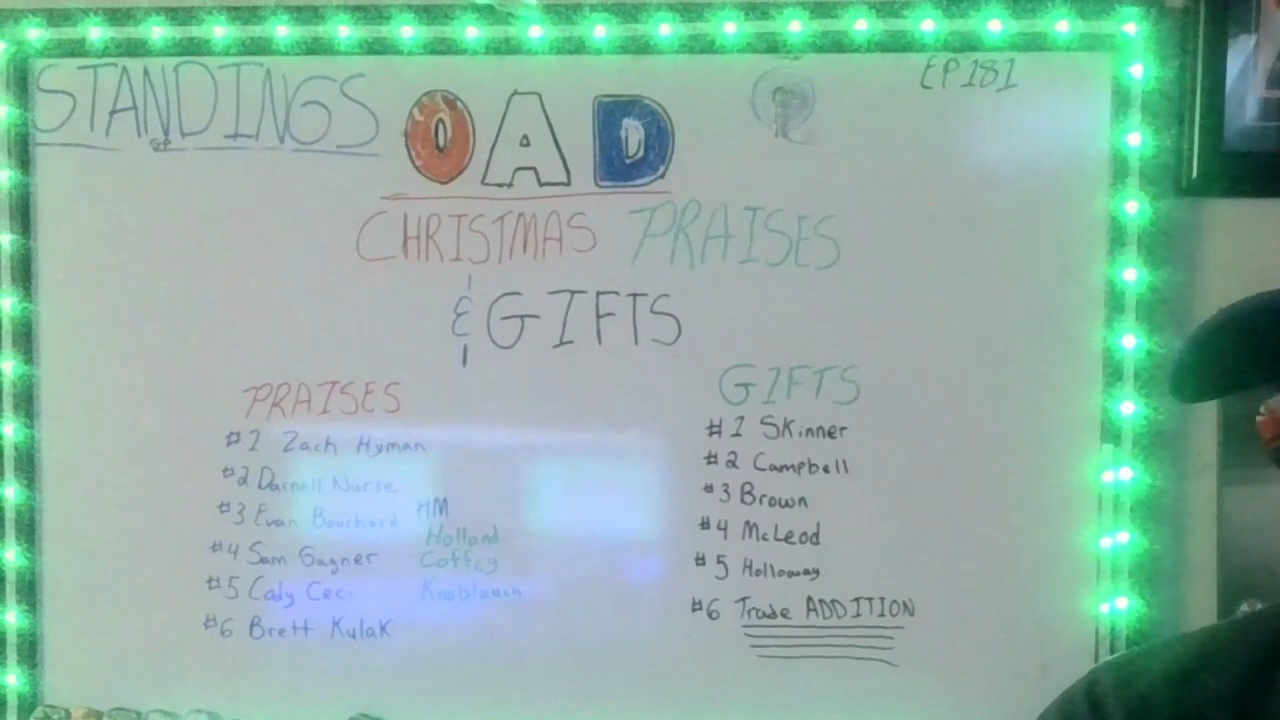 STANDINGS
OAD
EP 181
CHRISTMAS PRAISES
& GIFTS
PRAISES
#1 Zach Hyman
#2 Darnell Nurse
#3 Evan Bouchard
#4 Sam Gagner
#5 Cody Ceci
#6 Brett Kulak
HM
Holland
Coffey
Knoblauch
GIFTS
#1 Skinner
#2 Campbell
#3 Brown
#4 McLeod
#5 Holloway
#6 Trade ADDITION